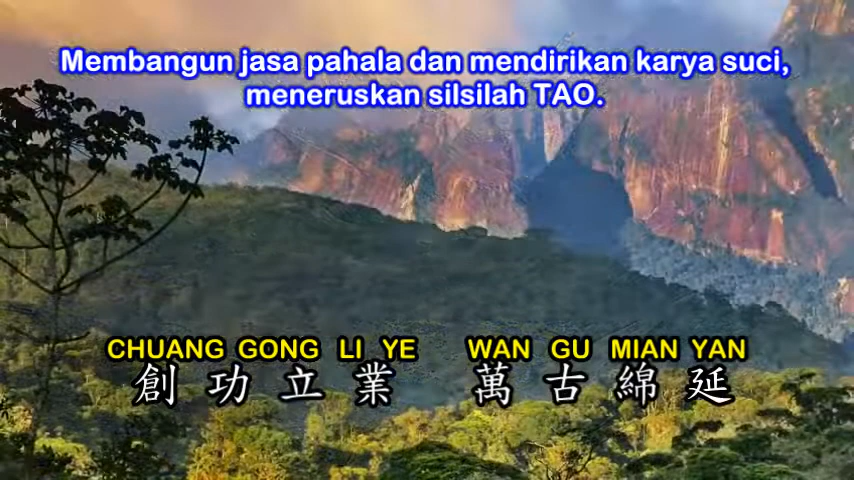 Membangun jasa pahala dan mendirikan karya suci,
meneruskan silsilah TAO.
CHUANG GONG LI YE WAN GU MIAN YAN
創功立業 萬古綿延